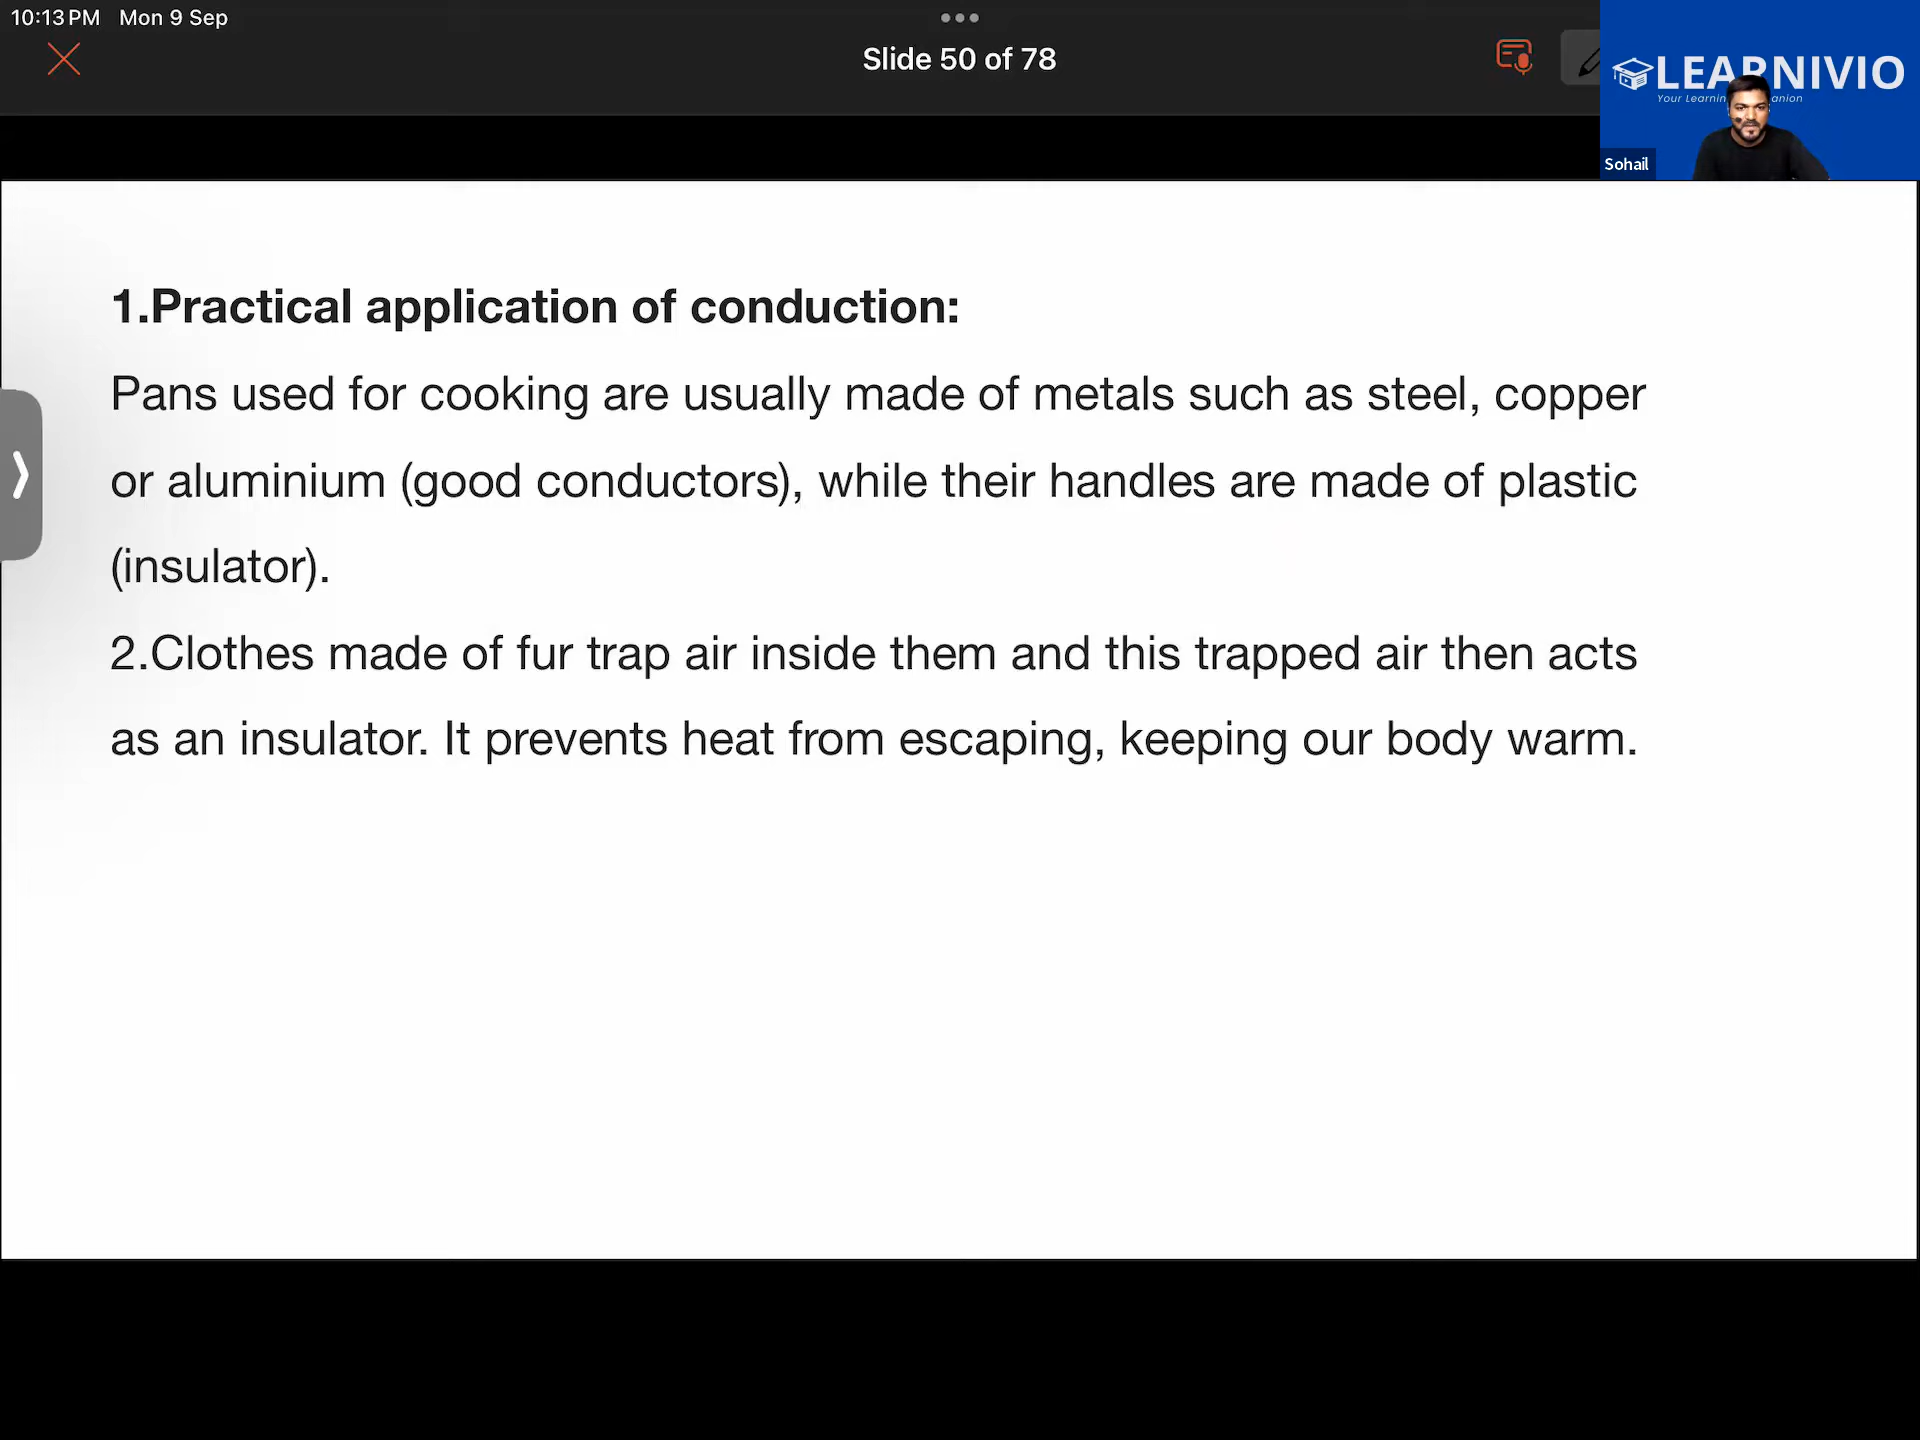 10:13 PM Mon 9 Sep
Slide 50 of 78
LEARNIVIO
Your Learnin anion
Sohail
1.Practical application of conduction:
Pans used for cooking are usually made of metals such as steel, copper
or aluminium (good conductors), while their handles are made of plastic
(insulator).
2.Clothes made of fur trap air inside them and this trapped air then acts
as an insulator. It prevents heat from escaping, keeping our body warm.